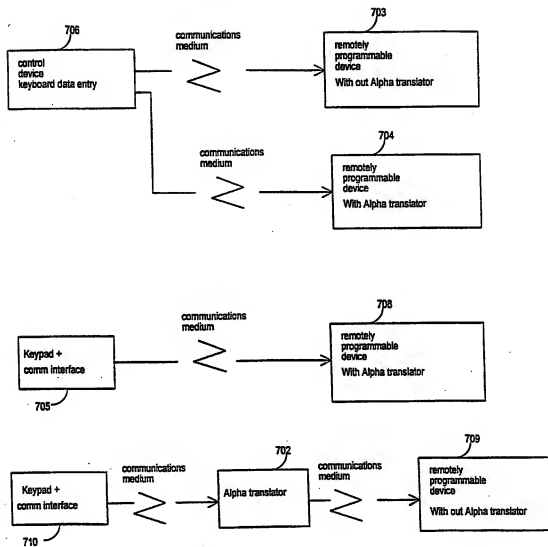 706
control
device
keyboard data entry
communications
medium
703
remotely
programmable
device
With out Alpha translator
communications
medium
704
remotely
programmable
device
With Alpha translator
Keypad +
comm interface
705
communications
medium
708
remotely
programmable
device
With Alpha translator
Keypad +
comm interface
710
communications
medium
702
Alpha translator
communications
medium
709
remotely
programmable
device
With out Alpha translator